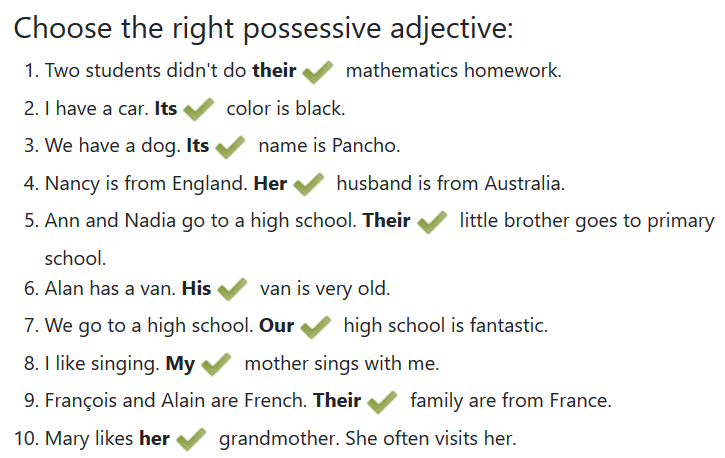 Choose the right possessive adjective:
1. Two students didn't do their mathematics homework.
2. I have a car. Its color is black.
3. We have a dog. Its name is Pancho.
4. Nancy is from England. Her husband is from Australia.
5. Ann and Nadia go to a high school. Their little brother goes to primary
school.
6. Alan has a van. His van is very old.
7. We go to a high school. Our high school is fantastic.
8. I like singing. My mother sings with me.
9. François and Alain are French. Their family are from France.
10. Mary likes her grandmother. She often visits her.